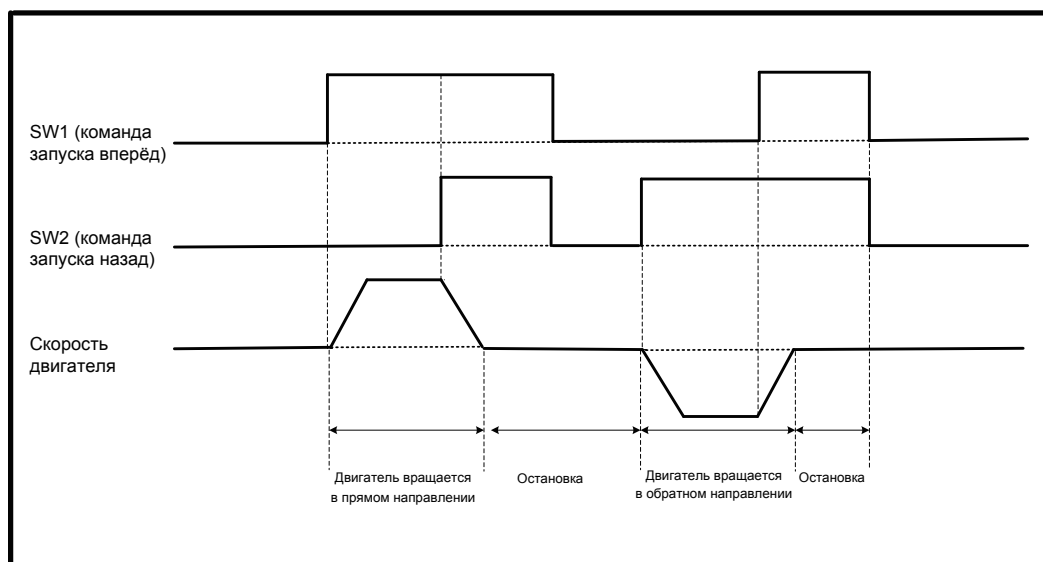 SW1 (команда
запуска вперёд)
SW2 (команда
запуска назад)
Скорость
двигателя
Двигатель вращается
в прямом направлении
Остановка
Двигатель вращается
в обратном направлении
Остановка